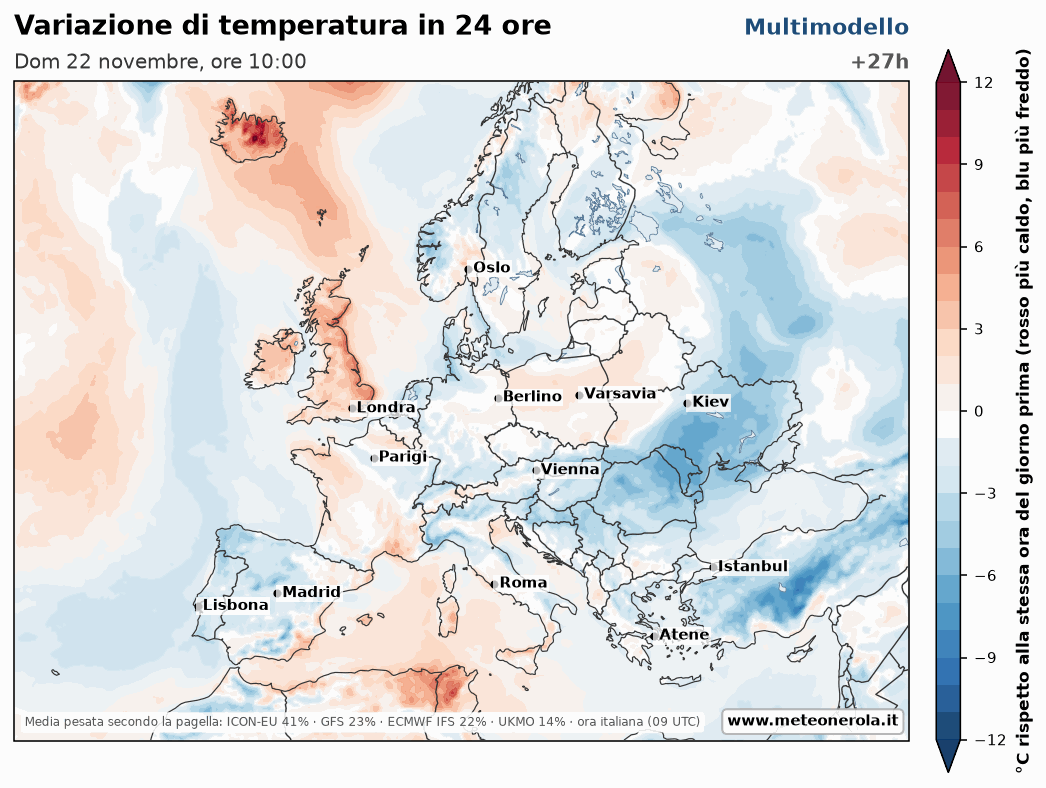 Variazione di temperatura in 24 ore
Multimodello
Dom 22 novembre, ore 10:00
+27h
Oslo
Londra
Berlino
Varsavia
Kiev
Parigi
Vienna
Madrid
Lisbona
Roma
Istanbul
Atene
Media pesata secondo la pagella: ICON-EU 41% · GFS 23% · ECMWF IFS 22% · UKMO 14% · ora italiana (09 UTC)
www.meteonerola.it
12
9
6
3
0
−3
−6
−9
−12
°C rispetto alla stessa ora del giorno prima (rosso più caldo, blu più freddo)